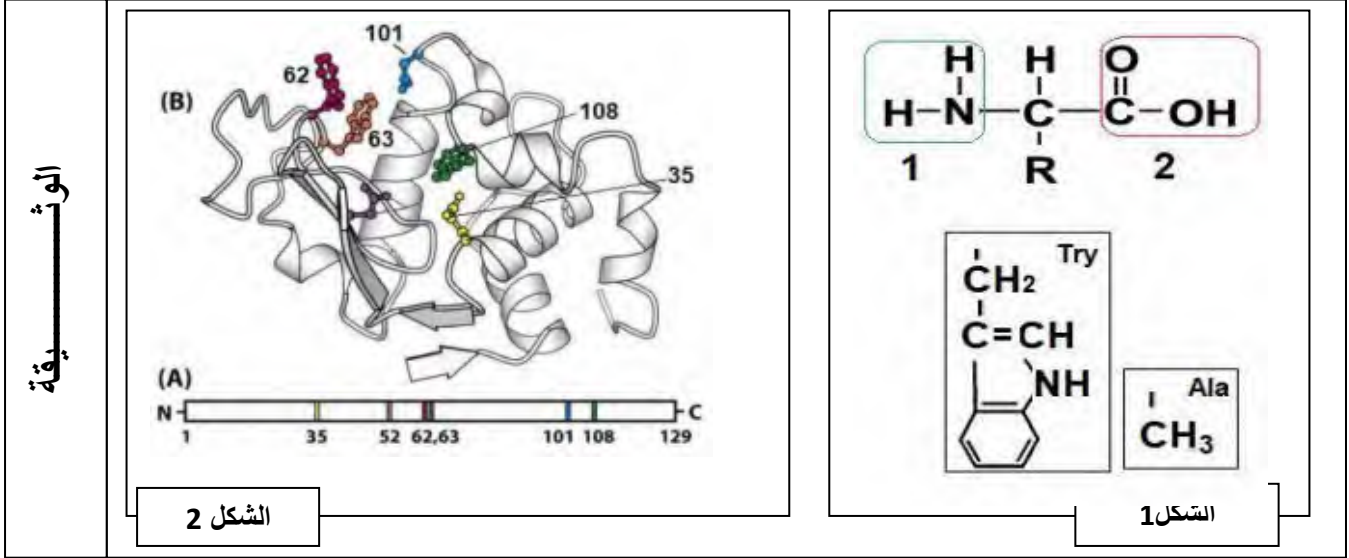 الوثـــــــيقة
101
62
(B)
108
63
35
(A)
N
C
1
35
52
62,63
101
108
129
الشكل 2
H H O
H-N-C-C-OH
1 R 2
Try
CH2
C=CH
NH
Ala
CH3
الشكل1